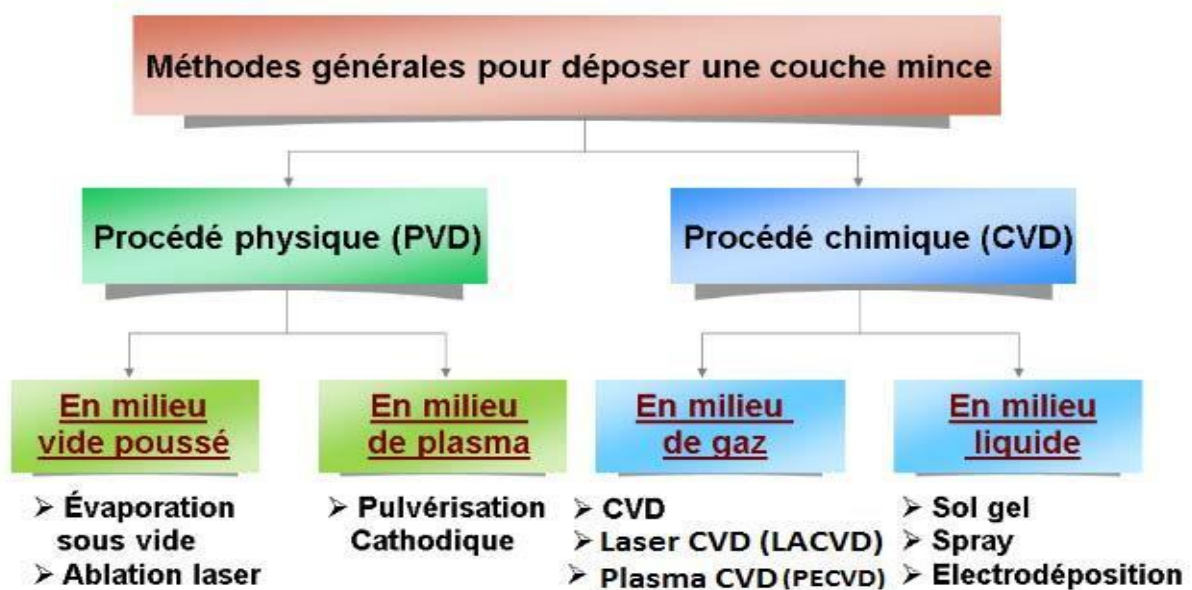 Méthodes générales pour déposer une couche mince
Procédé physique (PVD)
Procédé chimique (CVD)
En milieu
vide poussé
En milieu
de plasma
En milieu
de gaz
En milieu
liquide
➢ Évaporation
sous vide
➢ Ablation laser
➢ Pulvérisation
Cathodique
➢ CVD
➢ Laser CVD (LACVD)
➢ Plasma CVD (PECVD)
➢ Sol gel
➢ Spray
➢ Electrodéposition